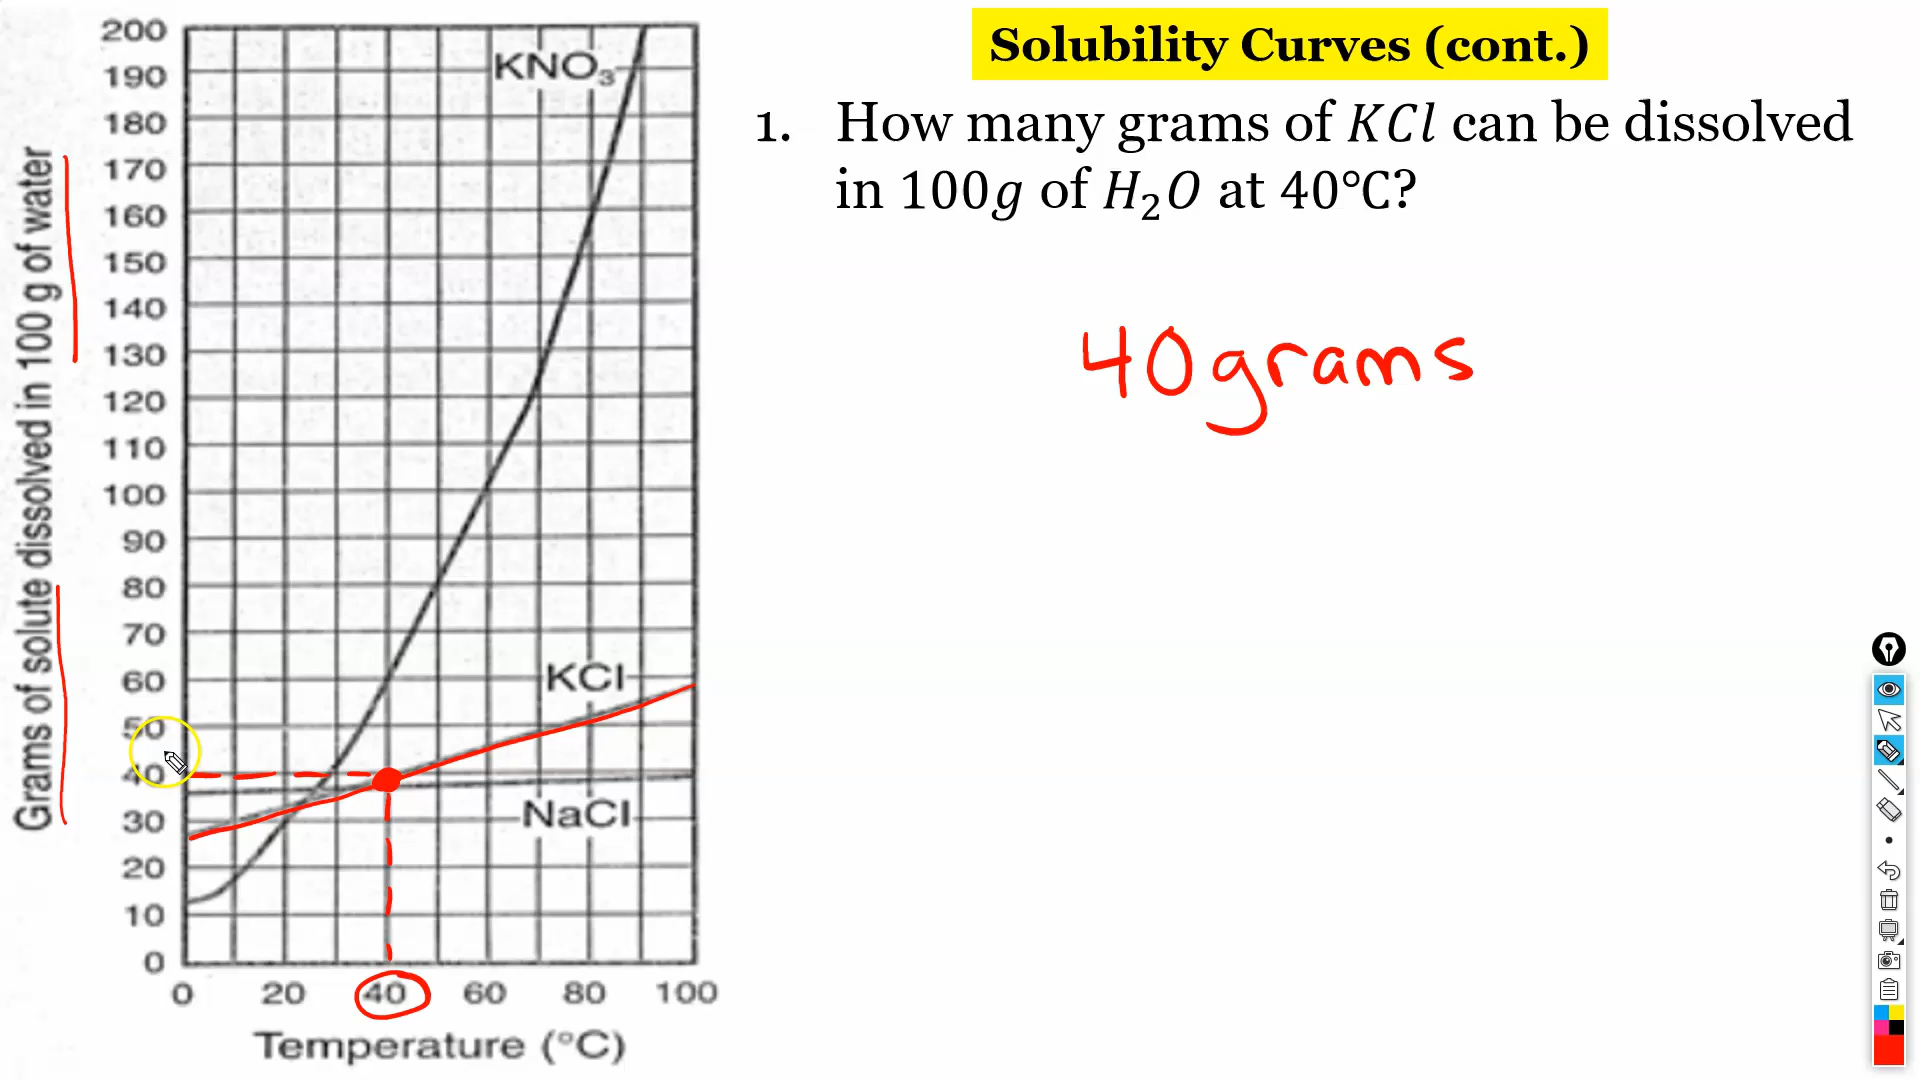 Solubility Curves (cont.)
1. How many grams of KCl can be dissolved
in 100g of H₂O at 40°C?
40 grams
Grams of solute dissolved in 100 g of water
200
190
180
170
160
150
140
130
120
110
100
90
80
70
60
50
40
30
20
10
0
KNO₃
KCl
NaCl
0 20 40 60 80 100
Temperature (°C)